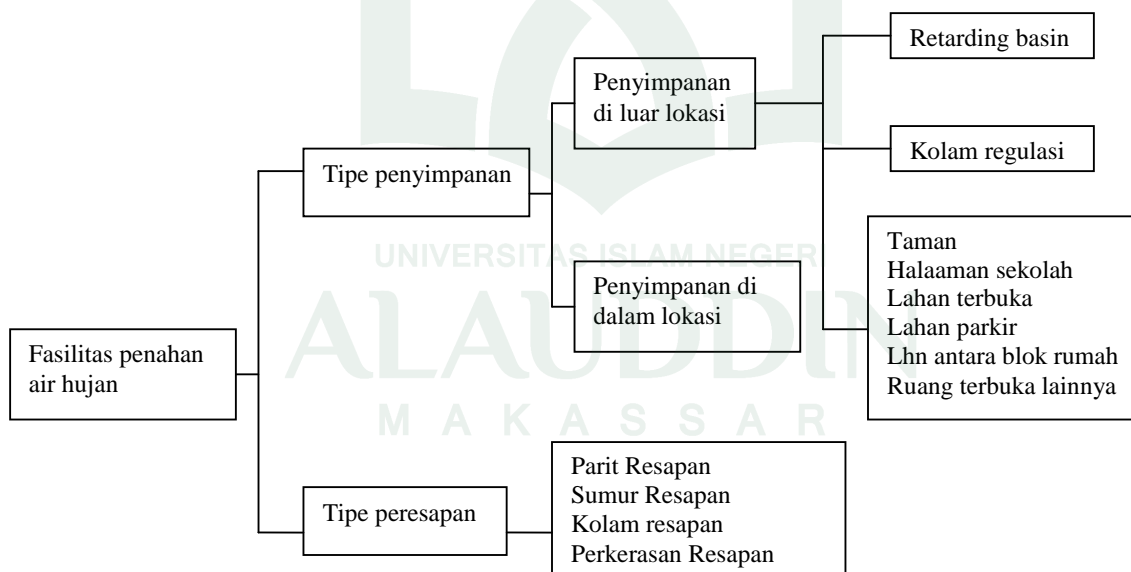 Retarding basin
Penyimpanan
di luar lokasi
Kolam regulasi
Tipe penyimpanan
Taman
Halaaman sekolah
Lahan terbuka
Lahan parkir
Lhn antara blok rumah
Ruang terbuka lainnya
UNIVERSITAS ISLAM NEGER
Penyimpanan di
dalam lokasi
ALAUDDIN
Fasilitas penahan
air hujan
MAKASSAR
Parit Resapan
Sumur Resapan
Kolam resapan
Perkerasan Resapan
Tipe peresapan